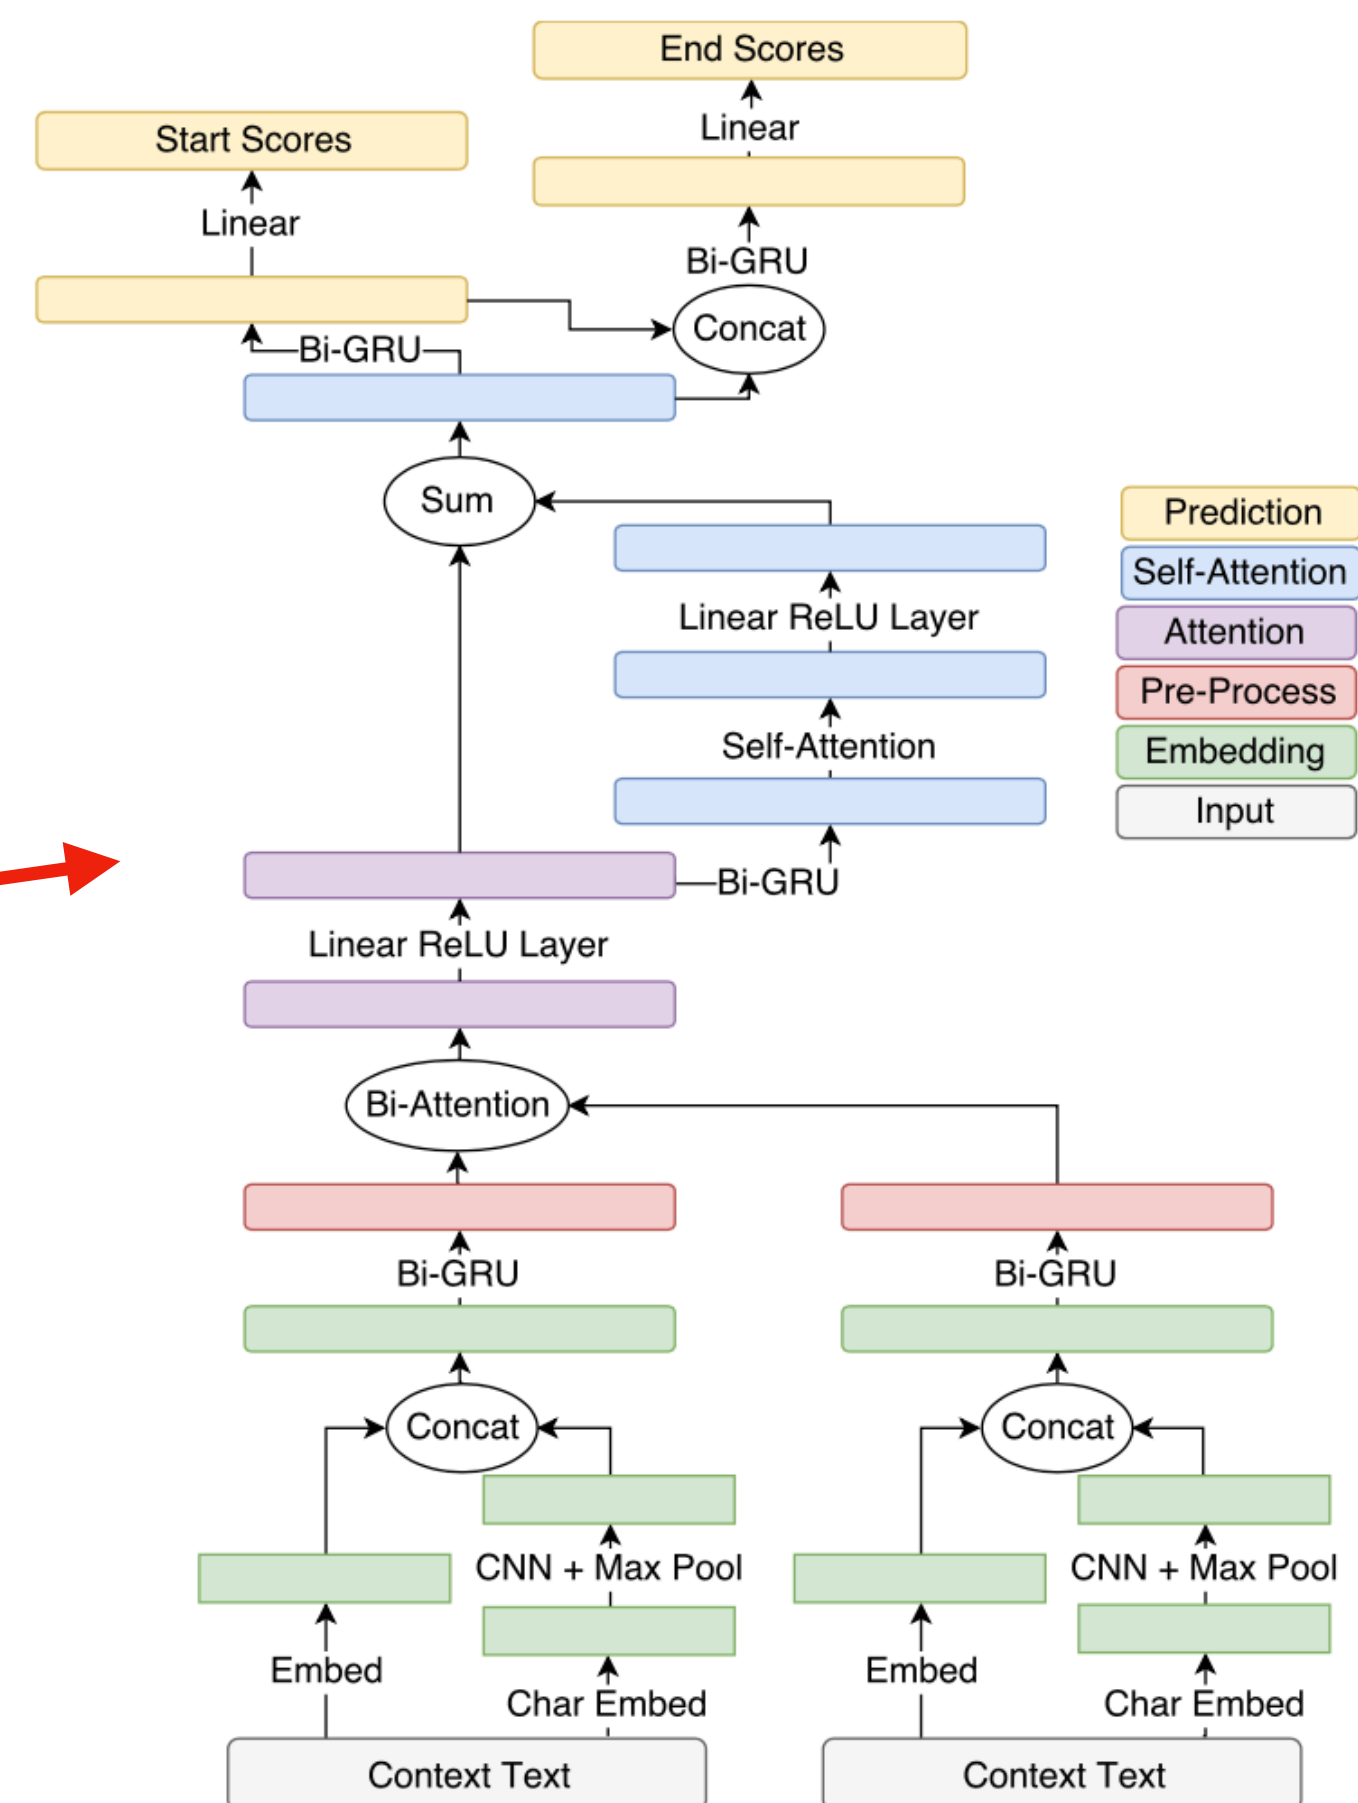 End Scores
Start Scores
Linear
Linear
Bi-GRU
Concat
Bi-GRU
Sum
Prediction
Self-Attention
Attention
Pre-Process
Embedding
Input
Linear ReLU Layer
Self-Attention
Bi-GRU
Linear ReLU Layer
Bi-Attention
Bi-GRU
Bi-GRU
Concat
Concat
CNN + Max Pool
CNN + Max Pool
Embed
Char Embed
Embed
Char Embed
Context Text
Context Text